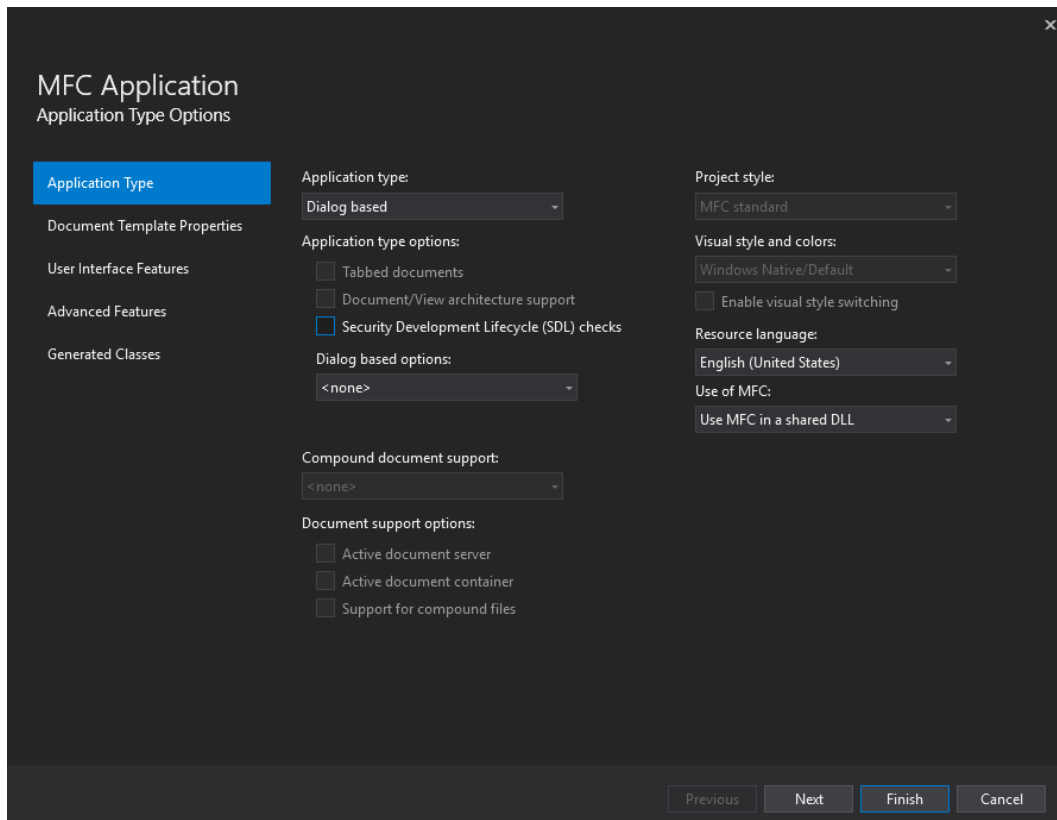 MFC Application
Application Type Options
Application Type
Document Template Properties
User Interface Features
Advanced Features
Generated Classes
Application type:
Dialog based
Application type options:
Tabbed documents
Document/View architecture support
Security Development Lifecycle (SDL) checks
Dialog based options:
<none>
Compound document support:
<none>
Document support options:
Active document server
Active document container
Support for compound files
Project style:
MFC standard
Visual style and colors:
Windows Native/Default
Enable visual style switching
Resource language:
English (United States)
Use of MFC:
Use MFC in a shared DLL
Previous
Next
Finish
Cancel